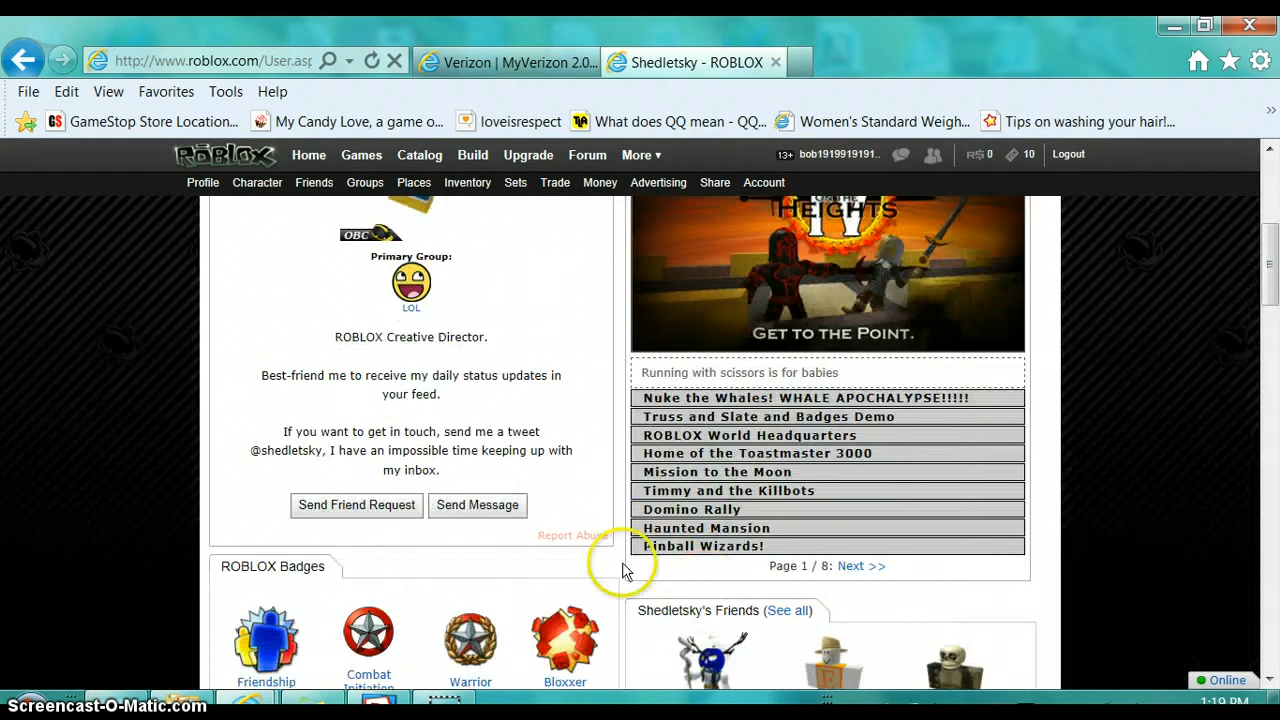 http://www.roblox.com/User.asp
Verizon | MyVerizon 2.0...
Shedletsky - ROBLOX
File Edit View Favorites Tools Help
GS GameStop Store Location... My Candy Love, a game o... loveisrespect What does QQ mean - QQ... Women's Standard Weigh... Tips on washing your hair!...
ROBLOX Home Games Catalog Build Upgrade Forum More 13+ bob1919919191.. R$ 0 10 Logout
Profile Character Friends Groups Places Inventory Sets Trade Money Advertising Share Account
OBC
Primary Group:
LOL
ROBLOX Creative Director.
Best-friend me to receive my daily status updates in
your feed.
If you want to get in touch, send me a tweet
@shedletsky, I have an impossible time keeping up with
my inbox.
Send Friend Request Send Message
Report Abuse
ON THE
HEIGHTS
IV
GET TO THE POINT.
Running with scissors is for babies
Nuke the Whales! WHALE APOCHALYPSE!!!!!
Truss and Slate and Badges Demo
ROBLOX World Headquarters
Home of the Toastmaster 3000
Mission to the Moon
Timmy and the Killbots
Domino Rally
Haunted Mansion
Pinball Wizards!
Page 1 / 8: Next >>
ROBLOX Badges
Friendship
Combat
Initiation
Warrior
Bloxxer
Shedletsky's Friends (See all)
Online
1:19 PM
Screencast-O-Matic.com